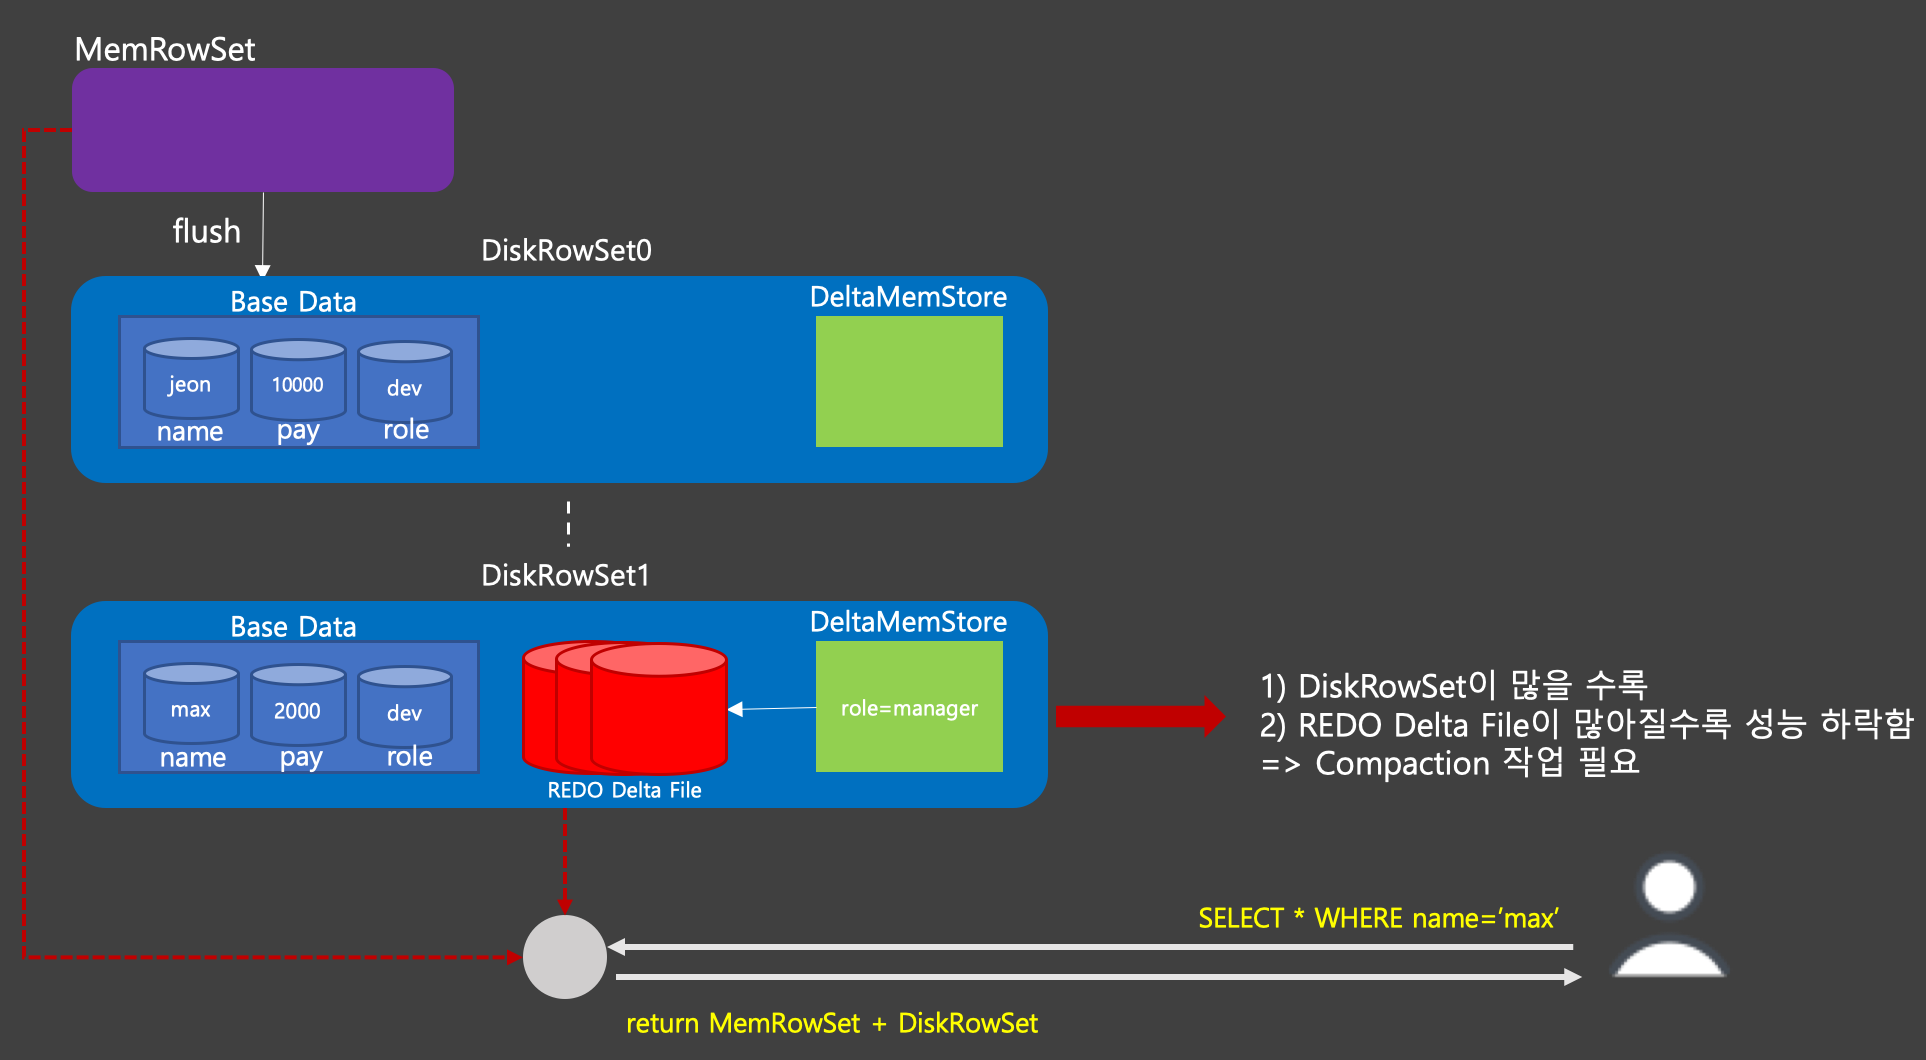 MemRowSet
flush
DiskRowSet0
Base Data
DeltaMemStore
jeon
10000
dev
name
pay
role
DiskRowSet1
Base Data
DeltaMemStore
max
2000
dev
name
pay
role
REDO Delta File
role=manager
1) DiskRowSet이 많을 수록
2) REDO Delta File이 많아질수록 성능 하락함
=> Compaction 작업 필요
SELECT * WHERE name=’max’
return MemRowSet + DiskRowSet